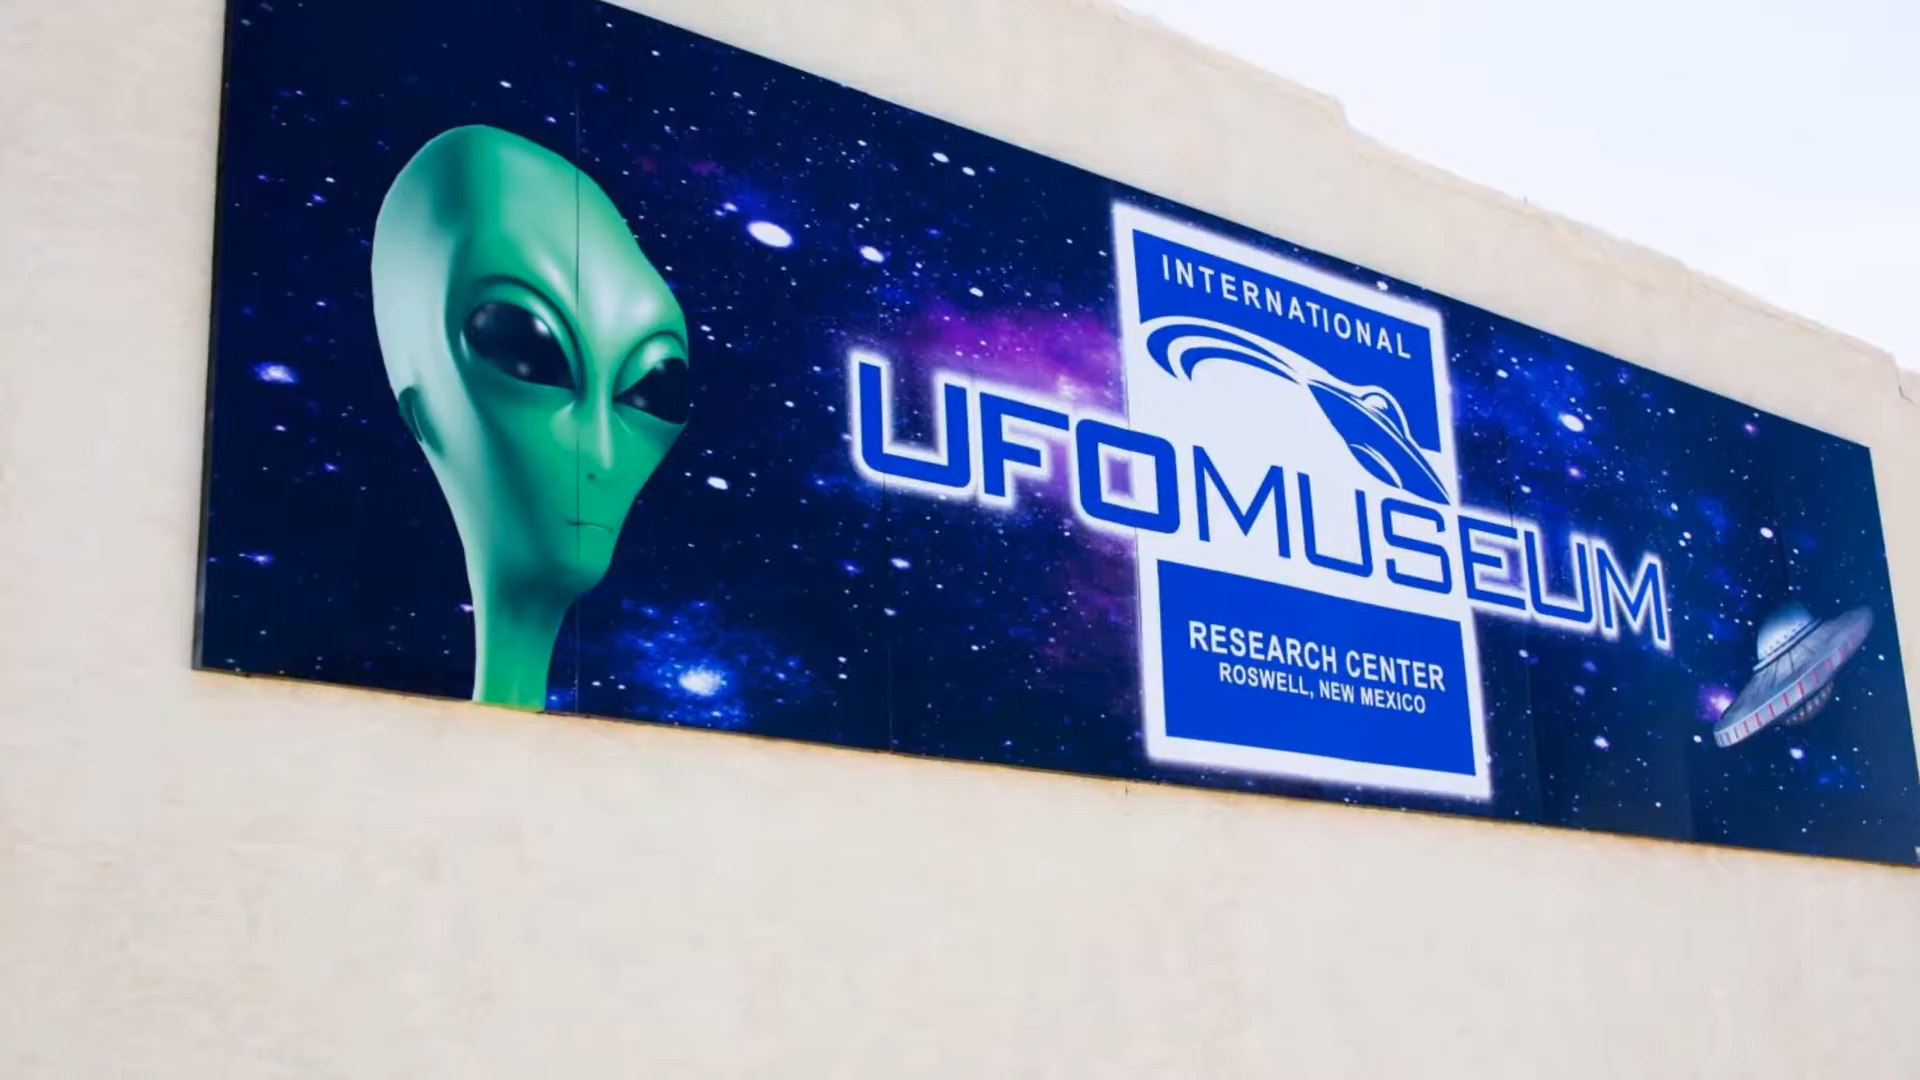 INTERNATIONAL
UFOMUSEUM
RESEARCH CENTER
ROSWELL, NEW MEXICO